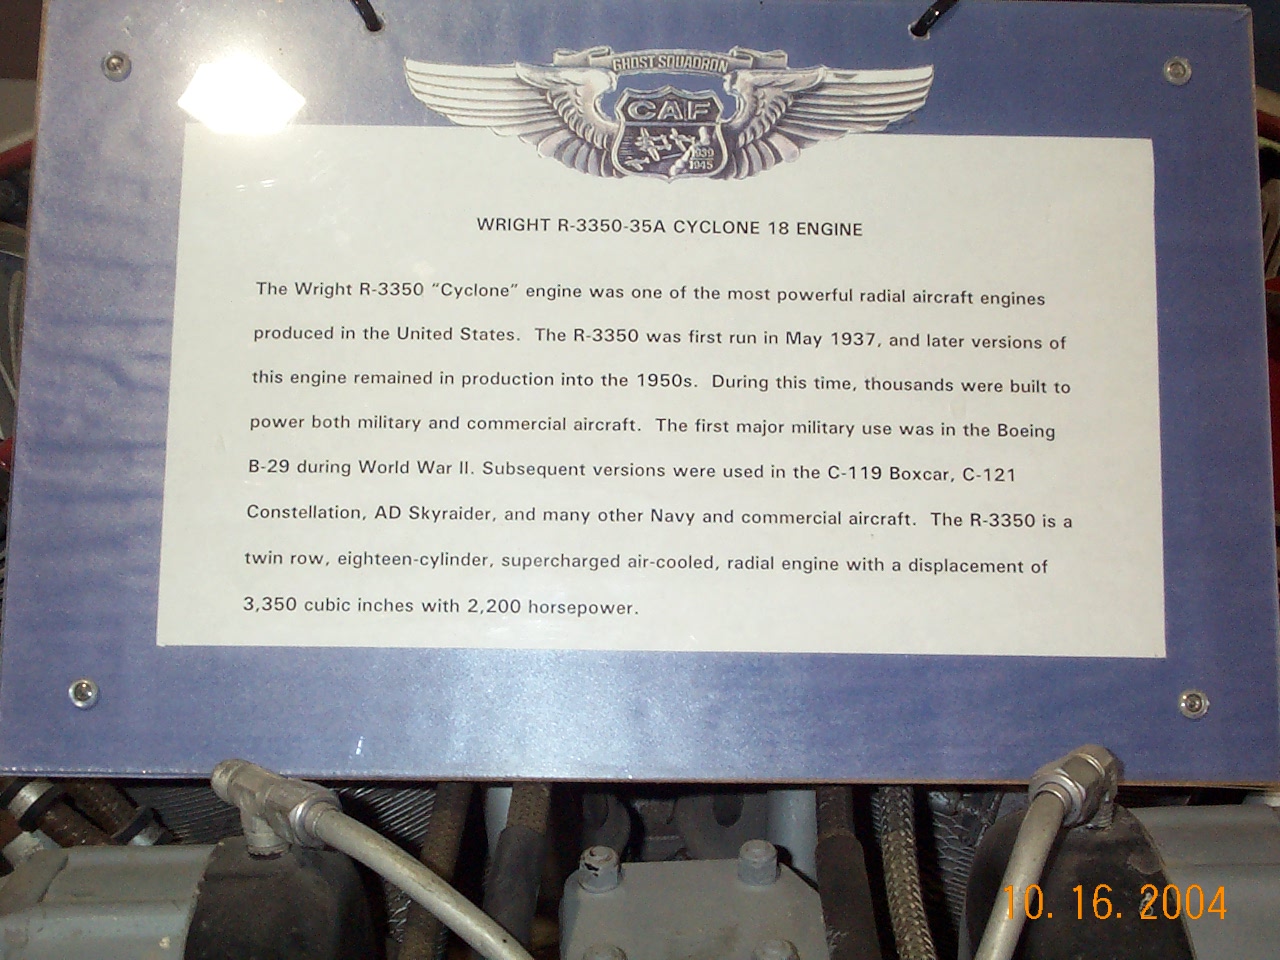 GHOST SQUADRON
CAF
1939
1945
WRIGHT R-3350-35A CYCLONE 18 ENGINE
The Wright R-3350 “Cyclone” engine was one of the most powerful radial aircraft engines
produced in the United States.  The R-3350 was first run in May 1937, and later versions of
this engine remained in production into the 1950s.  During this time, thousands were built to
power both military and commercial aircraft.  The first major military use was in the Boeing
B-29 during World War II. Subsequent versions were used in the C-119 Boxcar, C-121
Constellation, AD Skyraider, and many other Navy and commercial aircraft.  The R-3350 is a
twin row, eighteen-cylinder, supercharged air-cooled, radial engine with a displacement of
3,350 cubic inches with 2,200 horsepower.
10. 16. 2004